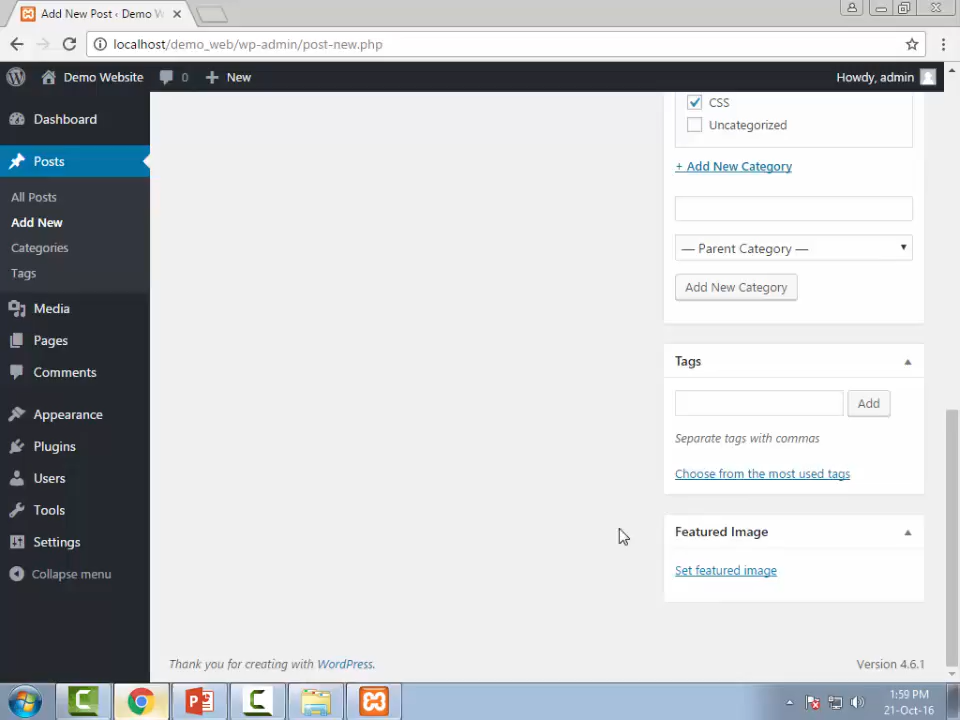 Add New Post ‹ Demo W
localhost/demo_web/wp-admin/post-new.php
Demo Website 0 New Howdy, admin
Dashboard
Posts
All Posts
Add New
Categories
Tags
Media
Pages
Comments
Appearance
Plugins
Users
Tools
Settings
Collapse menu
CSS
Uncategorized
+ Add New Category
— Parent Category —
Add New Category
Tags
Add
Separate tags with commas
Choose from the most used tags
Featured Image
Set featured image
Thank you for creating with WordPress. Version 4.6.1
1:59 PM
21-Oct-16